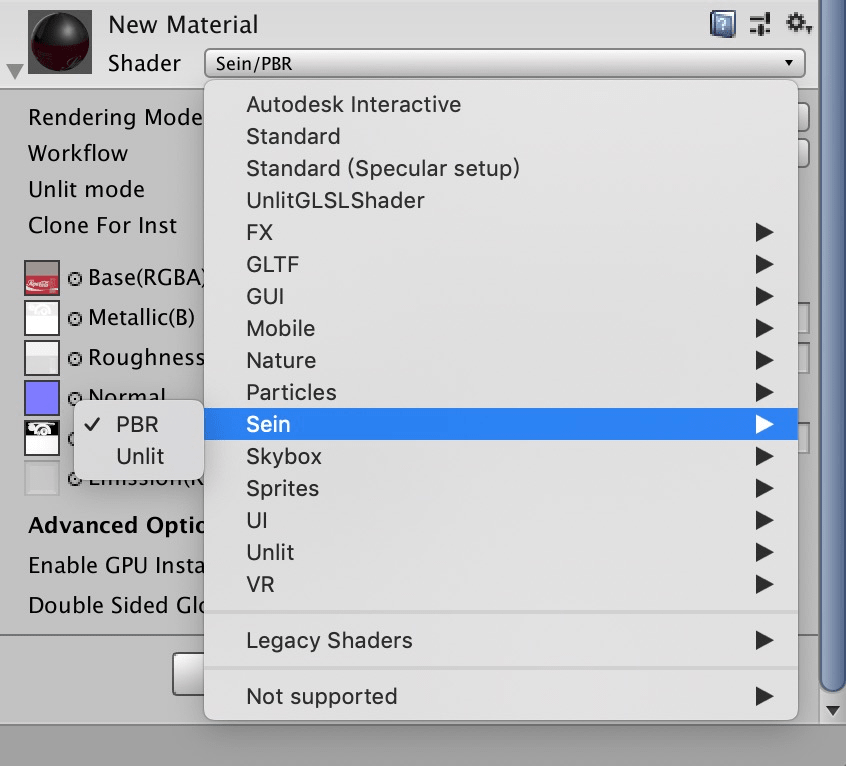 New Material
Shader
Sein/PBR
Rendering Mode
Workflow
Unlit mode
Clone For Inst
Base(RGBA)
Metallic(B)
Roughness
Normal
Emission(R
Advanced Optio
Enable GPU Insta
Double Sided Glo
Autodesk Interactive
Standard
Standard (Specular setup)
UnlitGLSLShader
FX
GLTF
GUI
Mobile
Nature
Particles
Sein
Skybox
Sprites
UI
Unlit
VR
Legacy Shaders
Not supported
PBR
Unlit